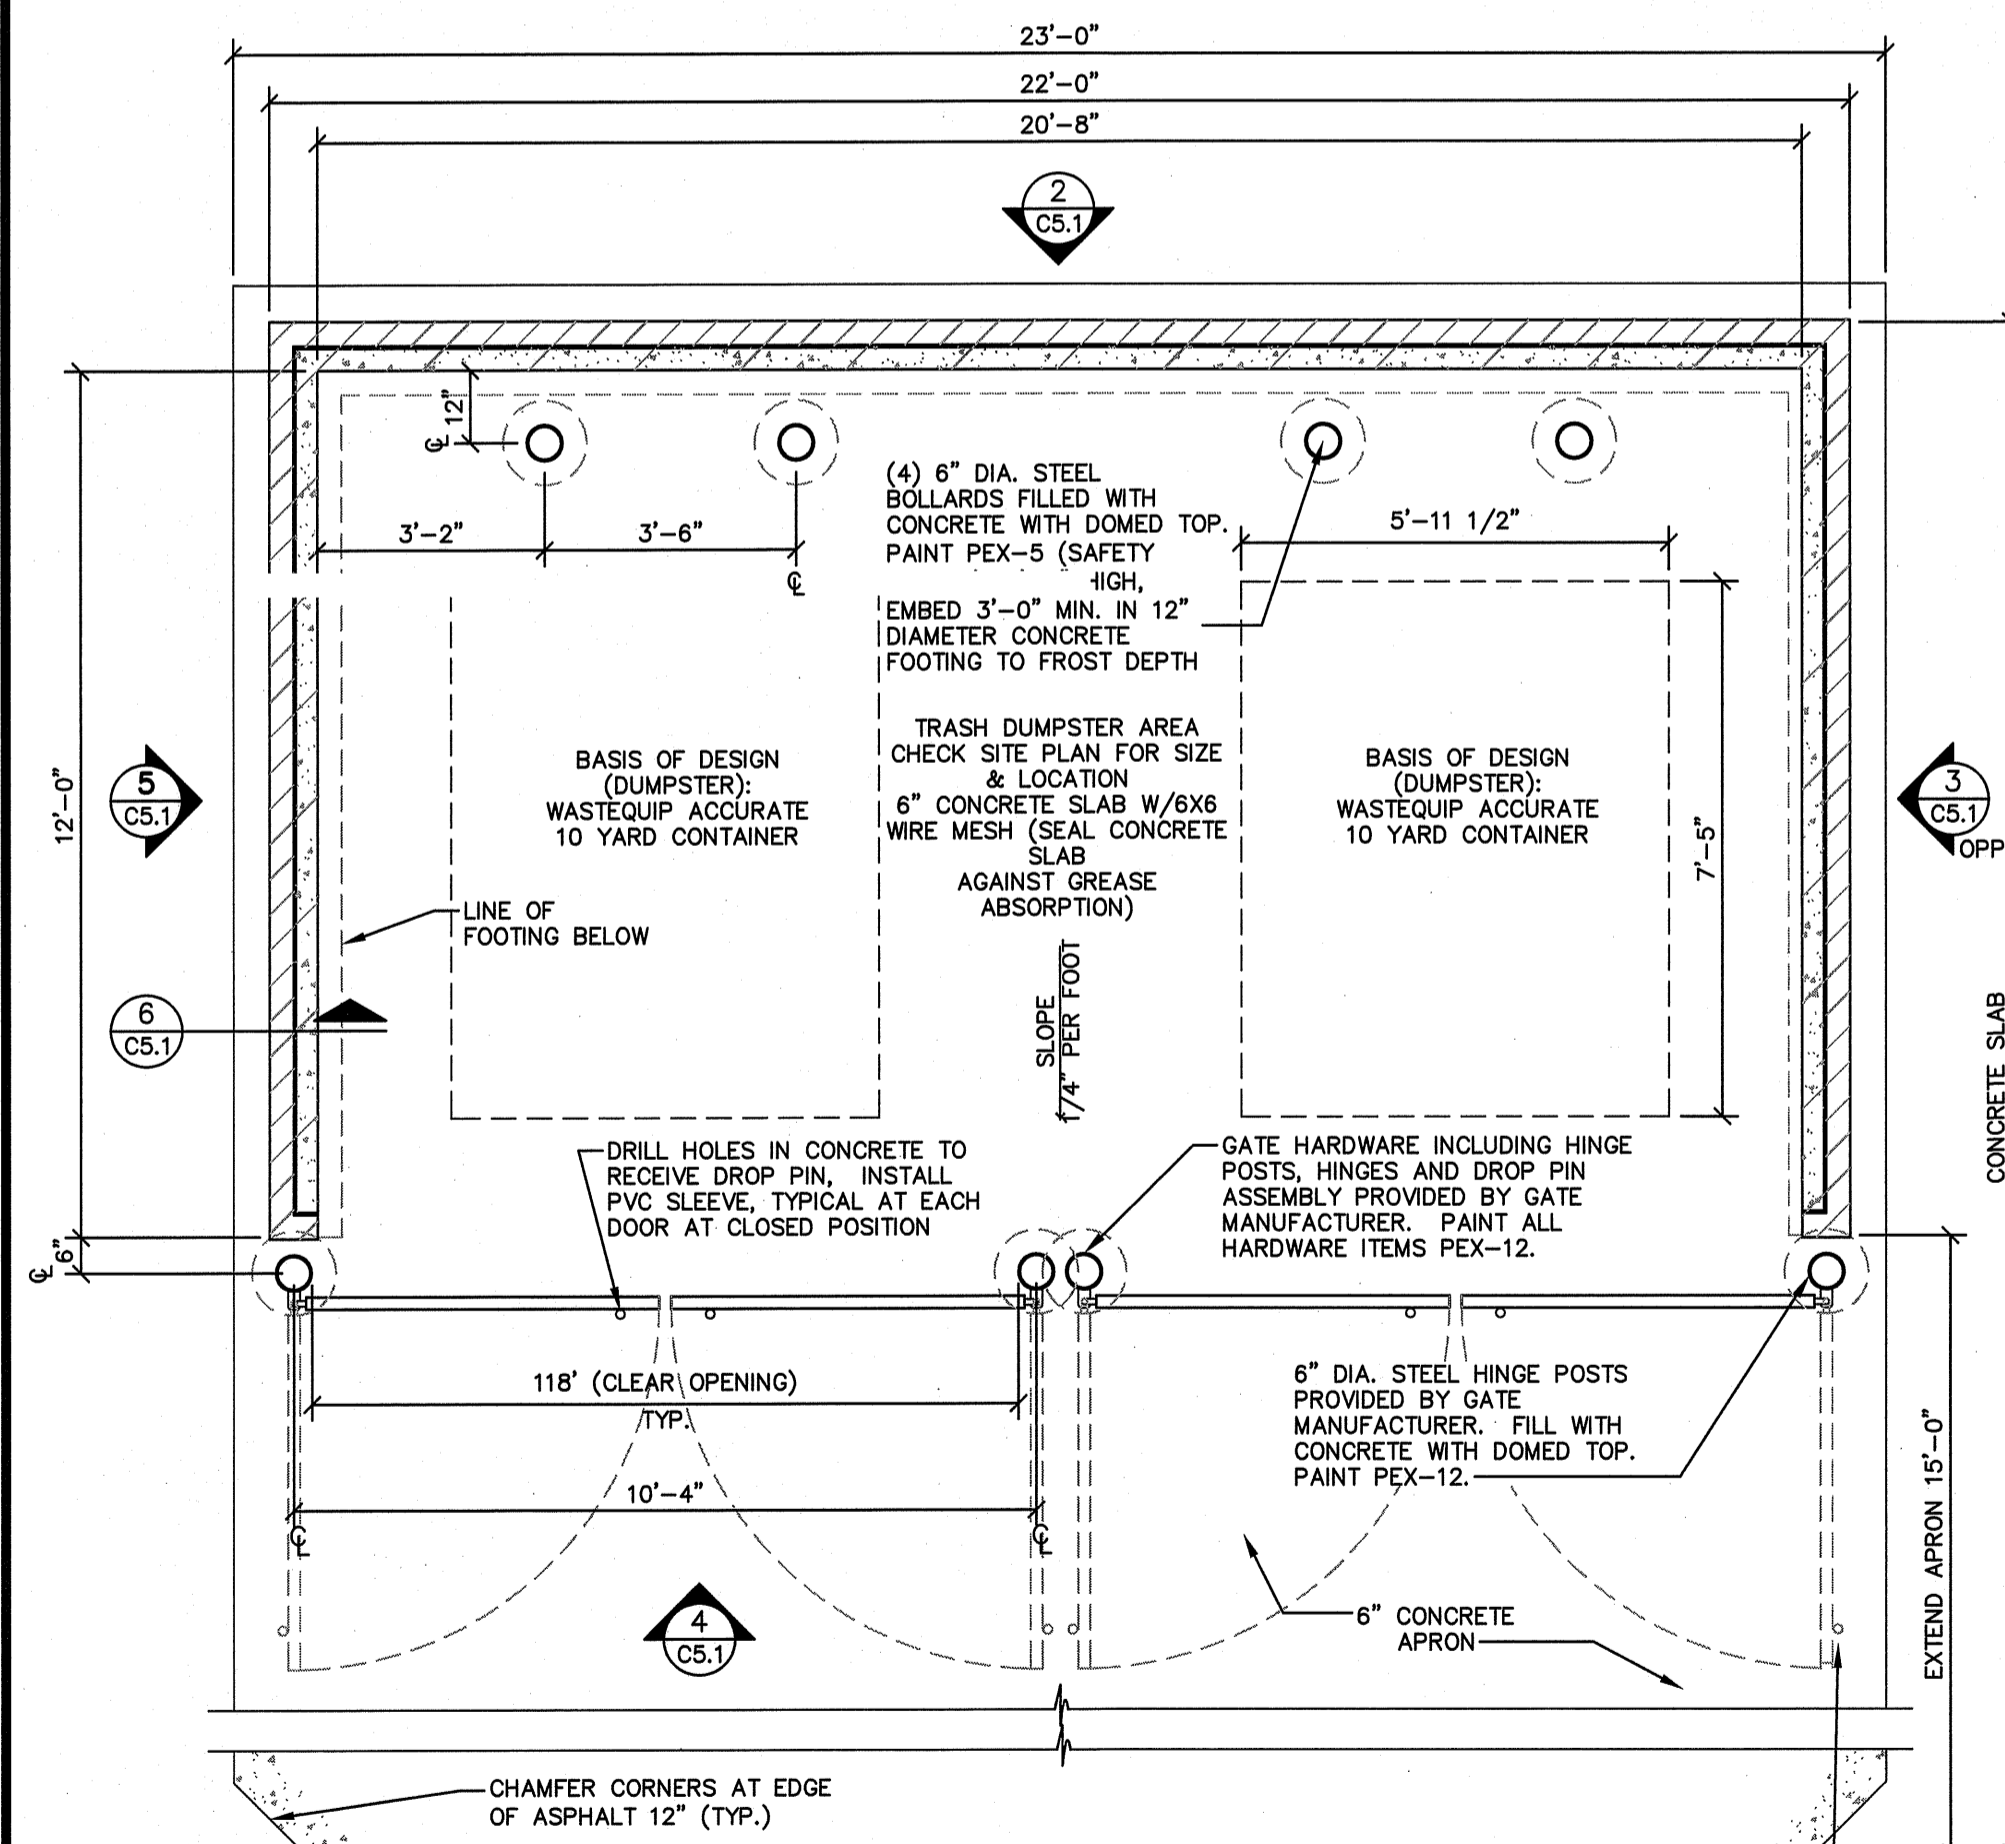 23'-0"
22'-0"
20'-8"
2
C5.1
12"
℄
(4) 6" DIA. STEEL
BOLLARDS FILLED WITH
CONCRETE WITH DOMED TOP.
PAINT PEX-5 (SAFETY
HIGH,
EMBED 3'-0" MIN. IN 12"
DIAMETER CONCRETE
FOOTING TO FROST DEPTH
3'-2"
3'-6"
℄
5'-11 1/2"
12'-0"
5
C5.1
BASIS OF DESIGN
(DUMPSTER):
WASTEQUIP ACCURATE
10 YARD CONTAINER
TRASH DUMPSTER AREA
CHECK SITE PLAN FOR SIZE
& LOCATION
6" CONCRETE SLAB W/6X6
WIRE MESH (SEAL CONCRETE
SLAB
AGAINST GREASE
ABSORPTION)
BASIS OF DESIGN
(DUMPSTER):
WASTEQUIP ACCURATE
10 YARD CONTAINER
7'-5"
3
C5.1
OPP
LINE OF
FOOTING BELOW
6
C5.1
SLOPE
1/4" PER FOOT
CONCRETE SLAB
DRILL HOLES IN CONCRETE TO
RECEIVE DROP PIN, INSTALL
PVC SLEEVE, TYPICAL AT EACH
DOOR AT CLOSED POSITION
GATE HARDWARE INCLUDING HINGE
POSTS, HINGES AND DROP PIN
ASSEMBLY PROVIDED BY GATE
MANUFACTURER. PAINT ALL
HARDWARE ITEMS PEX-12.
6"
℄
118' (CLEAR OPENING)
TYP.
10'-4"
℄
℄
6" DIA. STEEL HINGE POSTS
PROVIDED BY GATE
MANUFACTURER. FILL WITH
CONCRETE WITH DOMED TOP.
PAINT PEX-12.
EXTEND APRON 15'-0"
4
C5.1
6" CONCRETE
APRON
CHAMFER CORNERS AT EDGE
OF ASPHALT 12" (TYP.)